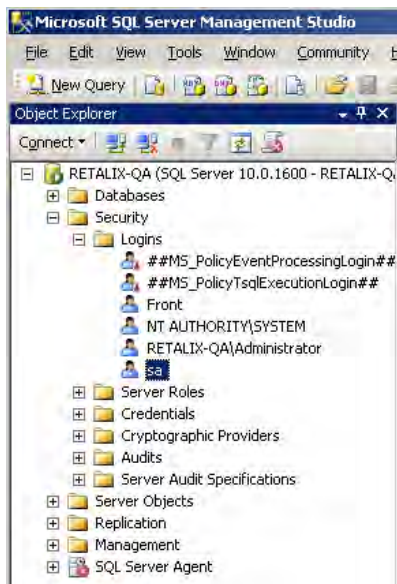 Microsoft SQL Server Management Studio
File Edit View Tools Window Community
New Query
Object Explorer
Connect
RETALIX-QA (SQL Server 10.0.1600 - RETALIX-Q
Databases
Security
Logins
##MS_PolicyEventProcessingLogin##
##MS_PolicyTsqlExecutionLogin##
Front
NT AUTHORITY\SYSTEM
RETALIX-QA\Administrator
sa
Server Roles
Credentials
Cryptographic Providers
Audits
Server Audit Specifications
Server Objects
Replication
Management
SQL Server Agent